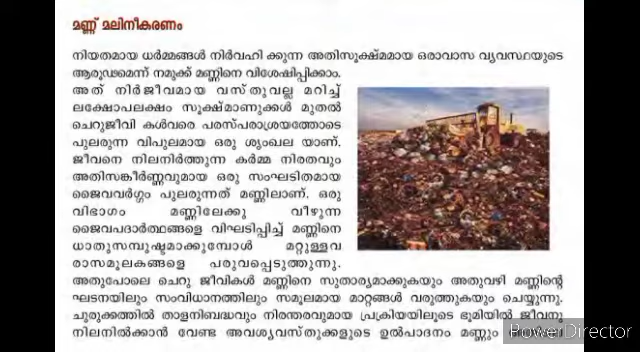 മണ്ണ് മലിനീകരണം
നിയതമായ ധർമ്മങ്ങൾ നിർവഹി ക്കുന്ന അതിസൂക്ഷ്മമായ ഒരാവാസ വ്യവസ്ഥയുടെ
ആരൂഢമെന്ന് നമുക്ക് മണ്ണിനെ വിശേഷിപ്പിക്കാം.
അത് നിർജീവമായ വസ്തുവല്ല മറിച്ച്
ലക്ഷോപലക്ഷം സൂക്ഷ്മാണുക്കൾ മുതൽ
ചെറുജീവി കൾവരെ പരസ്പരാശ്രയത്തോടെ
പുലരുന്ന വിപുലമായ ഒരു ശൃംഖല യാണ്.
ജീവനെ നിലനിർത്തുന്ന കർമ്മ നിരതവും
അതിസങ്കീർണ്ണവുമായ ഒരു സംഘടിതമായ
ജൈവവർഗ്ഗം പുലരുന്നത് മണ്ണിലാണ്. ഒരു
വിഭാഗം മണ്ണിലേക്കു വീഴുന്ന
ജൈവപദാർത്ഥങ്ങളെ വിഘടിപ്പിച്ച് മണ്ണിനെ
ധാതുസമ്പുഷ്ടമാക്കുമ്പോൾ മറ്റുള്ളവ
രാസമൂലകങ്ങളെ പരുവപ്പെടുത്തുന്നു.
അതുപോലെ ചെറു ജീവികൾ മണ്ണിനെ സുതാര്യമാക്കുകയും അതുവഴി മണ്ണിന്റെ
ഘടനയിലും സംവിധാനത്തിലും സമൂലമായ മാറ്റങ്ങൾ വരുത്തുകയും ചെയ്യുന്നു.
ചുരുക്കത്തിൽ താളനിബദ്ധവും നിരന്തരവുമായ പ്രക്രിയയിലൂടെ ഭൂമിയിൽ ജീവനു
നിലനിൽക്കാൻ വേണ്ട അവശ്യവസ്തുക്കളുടെ ഉൽപാദനം മണ്ണും
PowerDirector